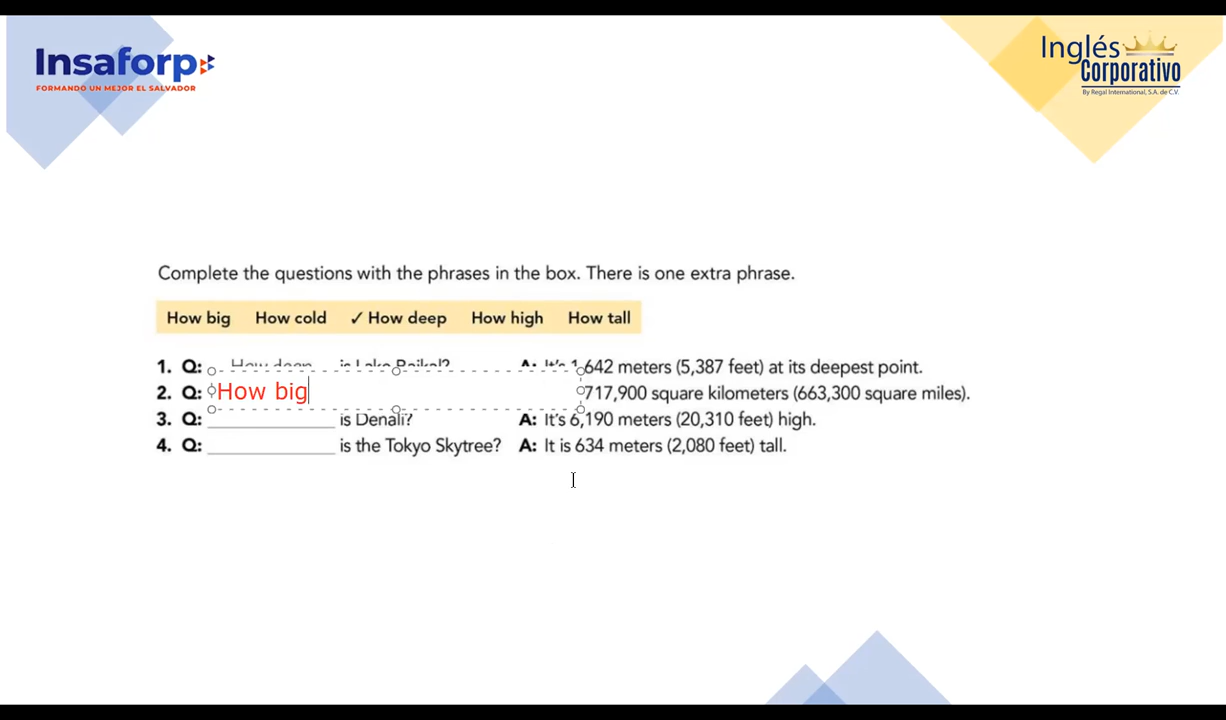 Insaforp
FORMANDO UN MEJOR EL SALVADOR
Inglés
Corporativo
By Regal International, S.A. de C.V.
Complete the questions with the phrases in the box. There is one extra phrase.
How big How cold ✓ How deep How high How tall
1. Q: How deep is Lake Baikal? A: It's 1,642 meters (5,387 feet) at its deepest point.
2. Q: How big 717,900 square kilometers (663,300 square miles).
3. Q: __________ is Denali? A: It's 6,190 meters (20,310 feet) high.
4. Q: __________ is the Tokyo Skytree? A: It is 634 meters (2,080 feet) tall.